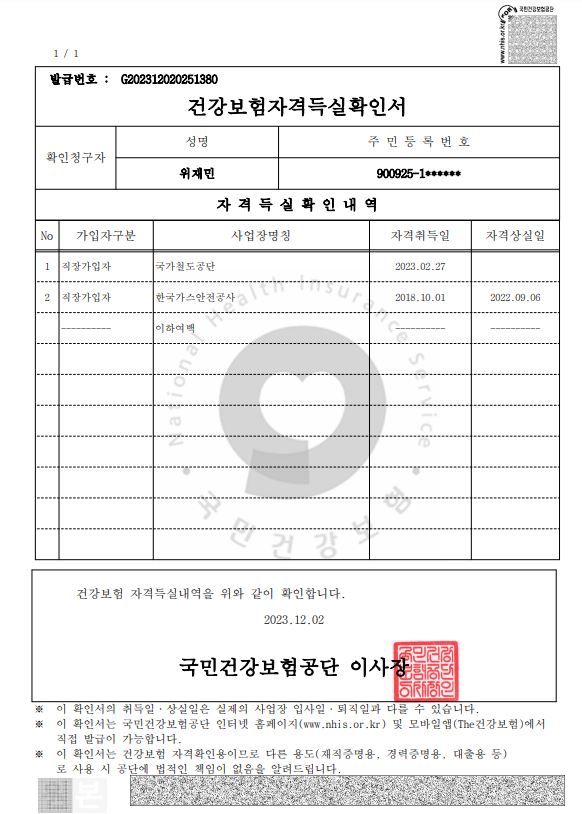 국민건강보험공단
www.nhis.or.kr
1 / 1
발급번호 : G202312020251380
건강보험자격득실확인서
확인청구자
성명
주 민 등 록 번 호
위재민
900925-1******
자 격 득 실 확 인 내 역
No 가입자구분 사업장명칭 자격취득일 자격상실일
1 직장가입자 국가철도공단 2023.02.27
2 직장가입자 한국가스안전공사 2018.10.01 2022.09.06
---------- 이하여백 ---------- ----------
National Health Insurance Service
국민건강보험
건강보험 자격득실내역을 위와 같이 확인합니다.
2023.12.02
국민건강보험공단 이사장
※ 이 확인서의 취득일·상실일은 실제의 사업장 입사일·퇴직일과 다를 수 있습니다.
※ 이 확인서는 국민건강보험공단 인터넷 홈페이지(www.nhis.or.kr) 및 모바일앱(The건강보험)에서
직접 발급이 가능합니다.
※ 이 확인서는 건강보험 자격확인용이므로 다른 용도(재직증명용, 경력증명용, 대출용 등)
로 사용 시 공단에 법적인 책임이 없음을 알려드립니다.
본